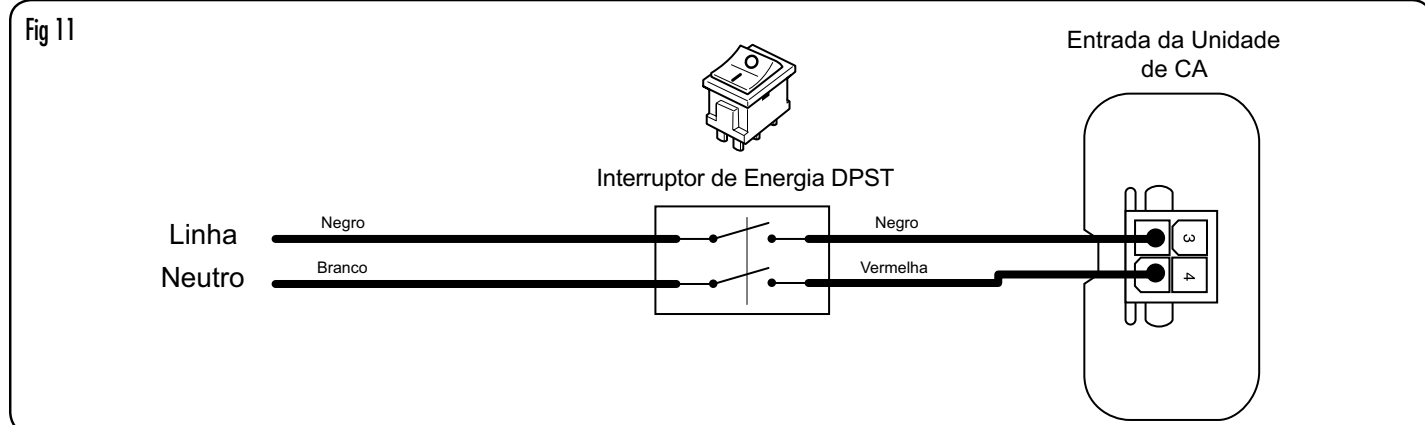 Fig 11
Entrada da Unidade
de CA
Interruptor de Energia DPST
Linha
Negro
Negro
3
Neutro
Branco
Vermelha
4